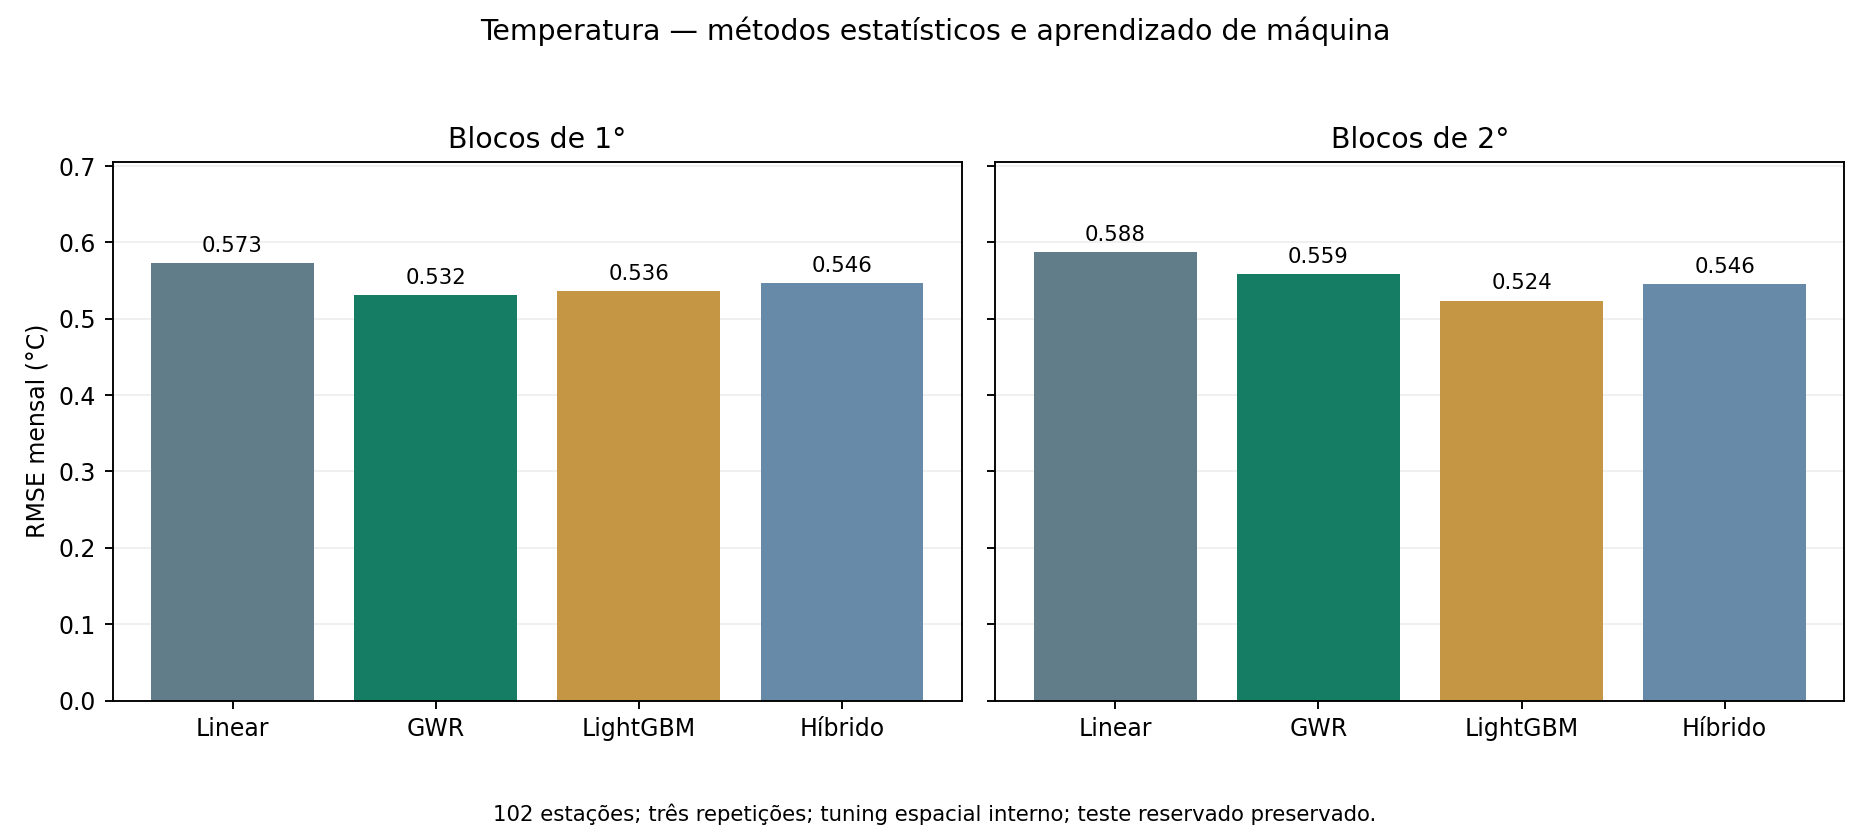 Temperatura — métodos estatísticos e aprendizado de máquina
Blocos de 1°
0.7
0.6
0.5
0.4
0.3
0.2
0.1
0.0
RMSE mensal (°C)
0.573
0.532
0.536
0.546
Linear
GWR
LightGBM
Híbrido
Blocos de 2°
0.588
0.559
0.524
0.546
Linear
GWR
LightGBM
Híbrido
102 estações; três repetições; tuning espacial interno; teste reservado preservado.